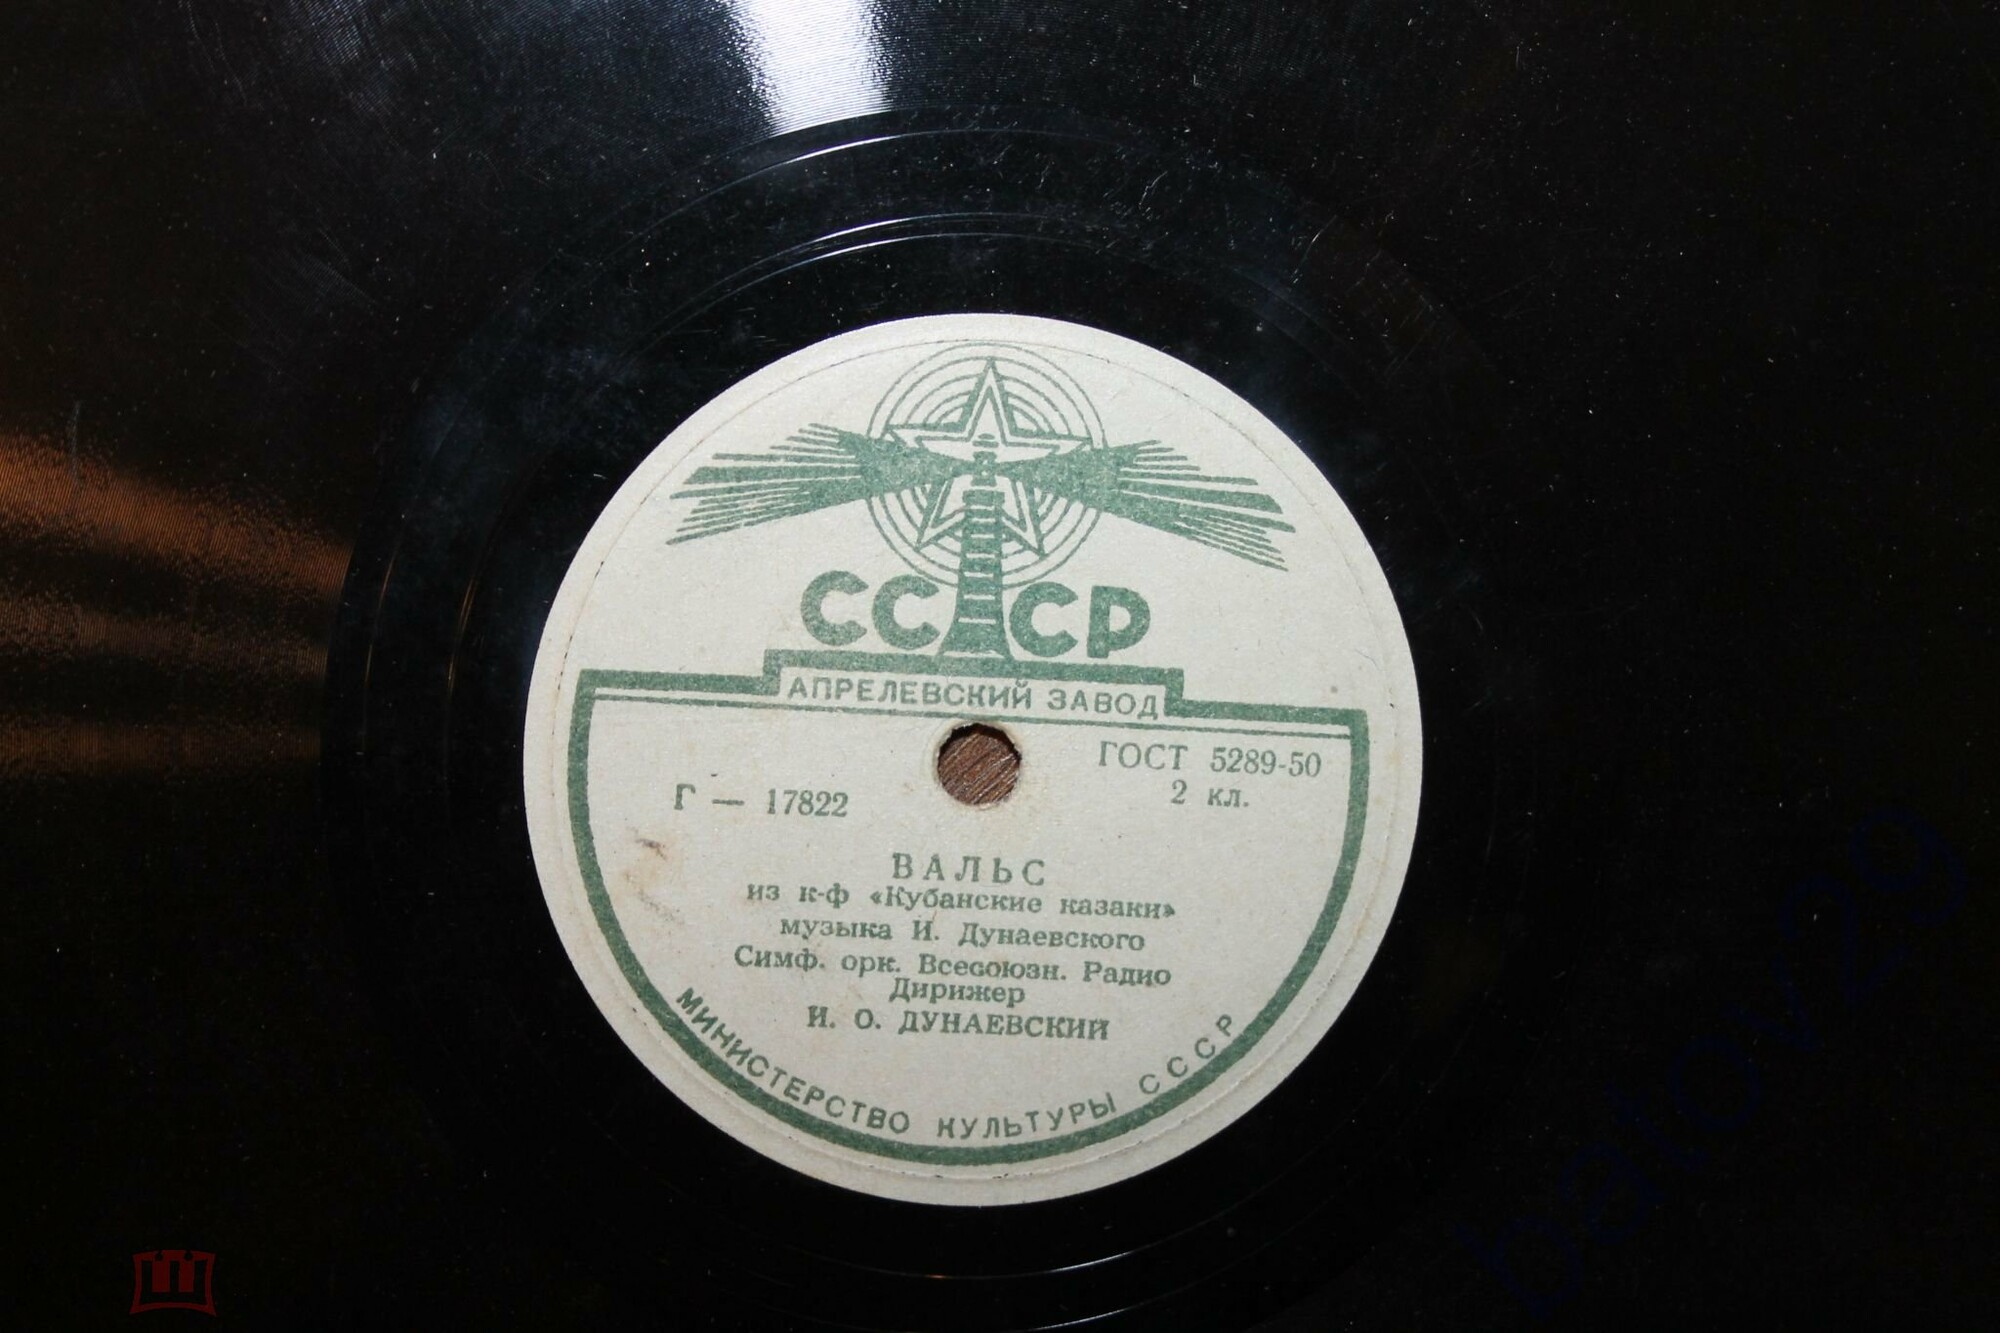 СССР
АПРЕЛЕВСКИЙ ЗАВОД
ГОСТ 5289-50
2 кл.
Г — 17822
ВАЛЬС
из к-ф «Кубанские казаки»
музыка И. Дунаевского
Симф. орк. Всесоюзн. Радио
Дирижер
И. О. ДУНАЕВСКИЙ
МИНИСТЕРСТВО КУЛЬТУРЫ СССР
batov29